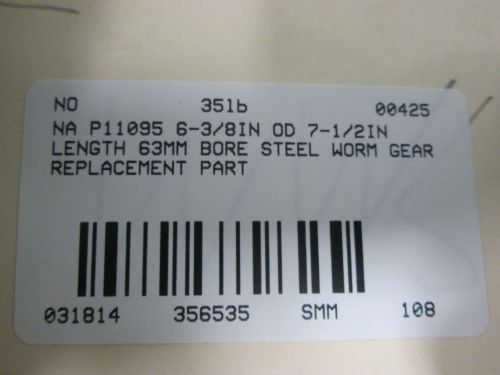 NO 35lb 00425
NA P11095 6-3/8IN OD 7-1/2IN
LENGTH 63MM BORE STEEL WORM GEAR
REPLACEMENT PART
031814 356535 SMM 108